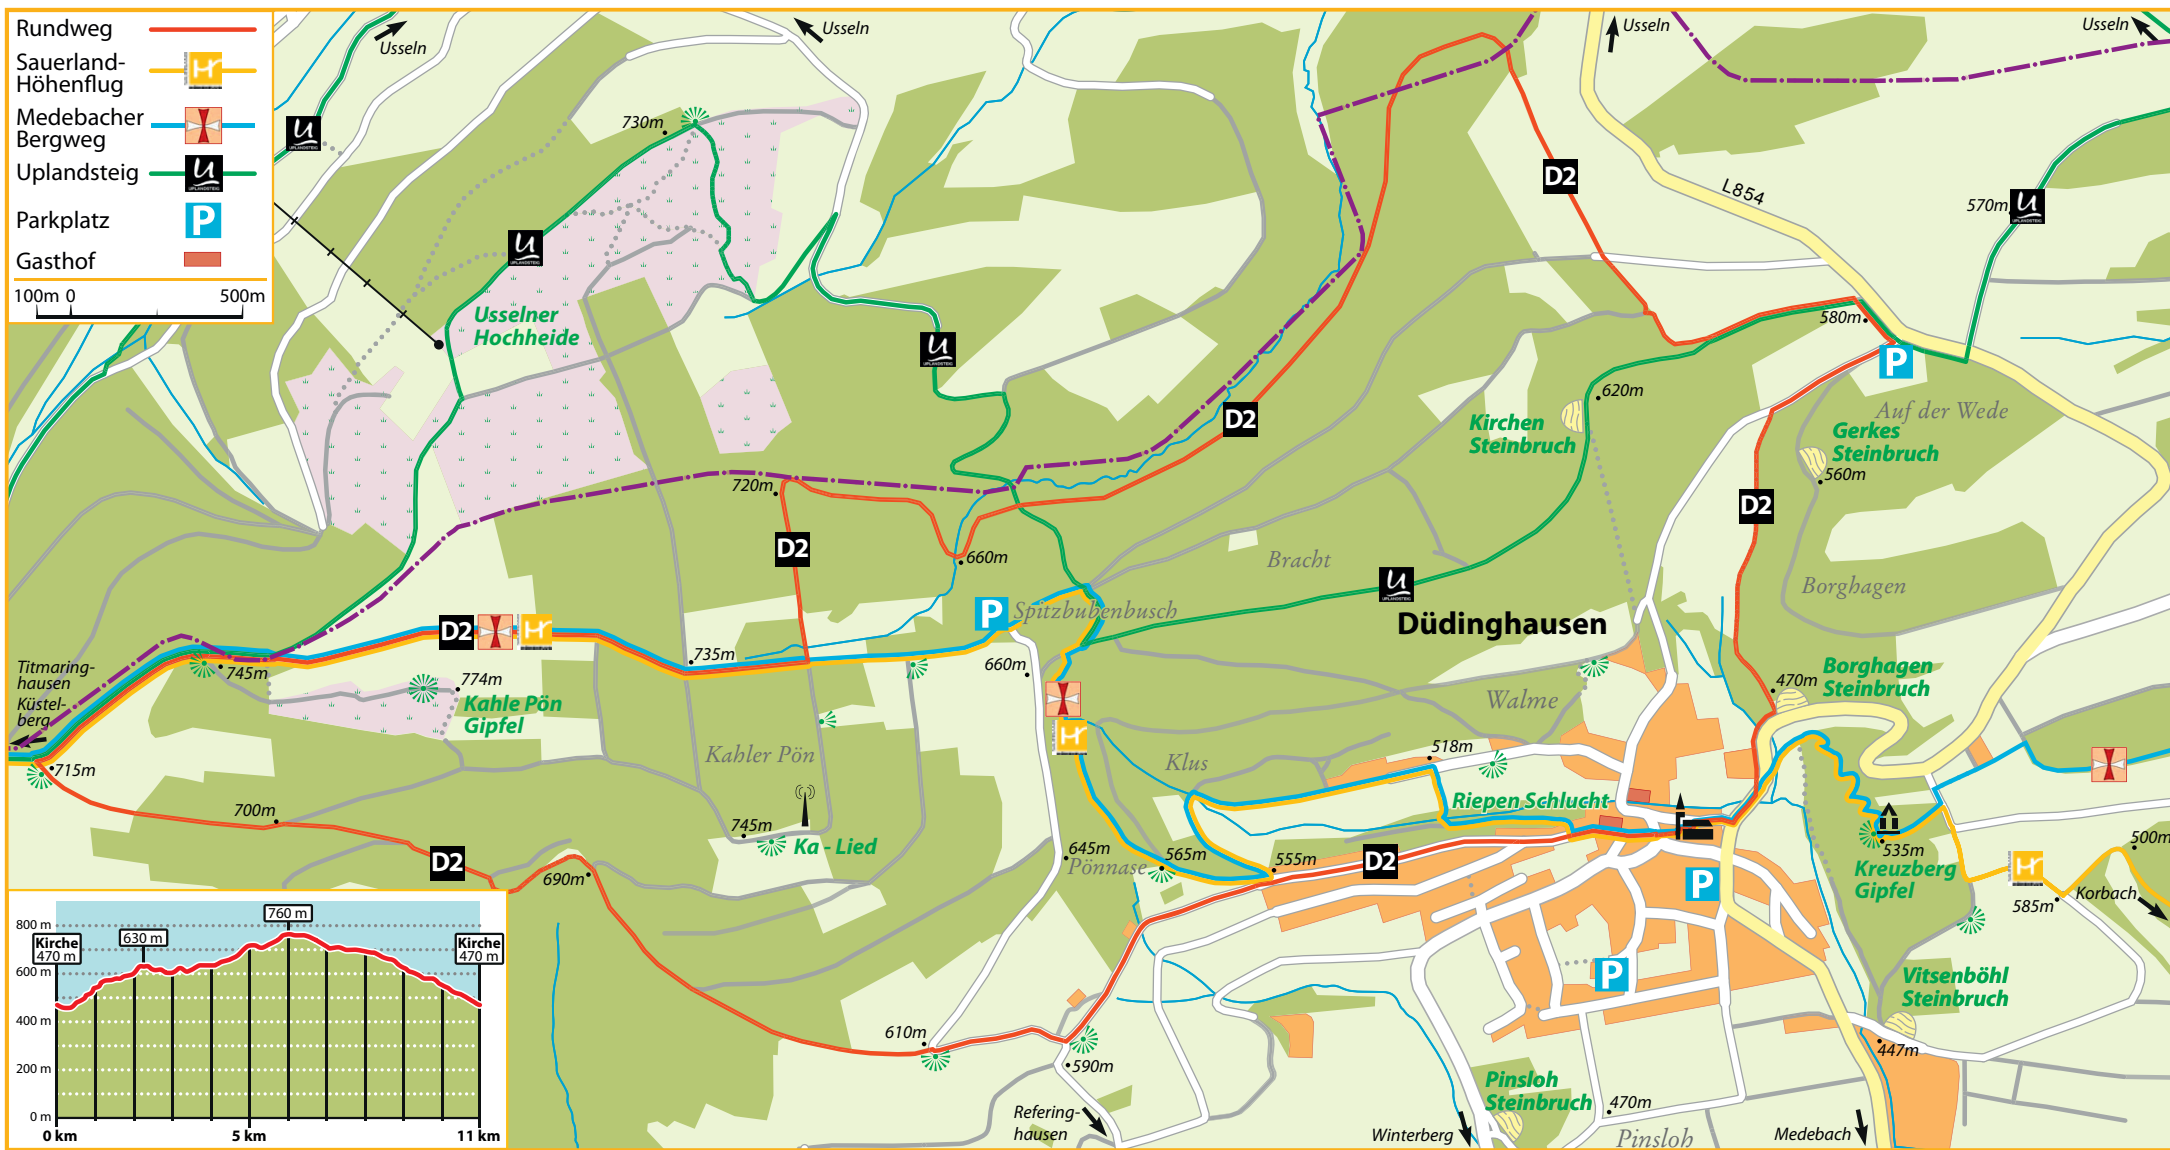 Rundweg
Sauerland-
Höhenflug
Medebacher
Bergweg
Uplandsteig
Parkplatz
P
Gasthof
100m 0 500m
Usseln
Usseln
Usseln
Usseln
L854
730m
570m
580m
D2
Usselner
Hochheide
620m
Kirchen
Steinbruch
Auf der Wede
Gerkes
Steinbruch
560m
P
D2
720m
D2
D2
660m
Bracht
Borghagen
P
Spitzbubenbusch
Düdinghausen
D2
Titmaring-
hausen
Küstel-
berg
745m
735m
660m
774m
Kahle Pön
Gipfel
Walme
470m
Borghagen
Steinbruch
715m
Kahler Pön
Klus
518m
700m
Riepen Schlucht
745m
Ka - Lied
645m
Pönnase
565m
555m
D2
535m
Kreuzberg
Gipfel
500m
585m
Korbach
D2
690m
P
P
Vitsenböhl
Steinbruch
447m
610m
590m
Refering-
hausen
Winterberg
Pinsloh
Steinbruch
470m
Pinsloh
Medebach
800 m
600 m
400 m
200 m
0 m
Kirche
470 m
630 m
760 m
Kirche
470 m
0 km 5 km 11 km